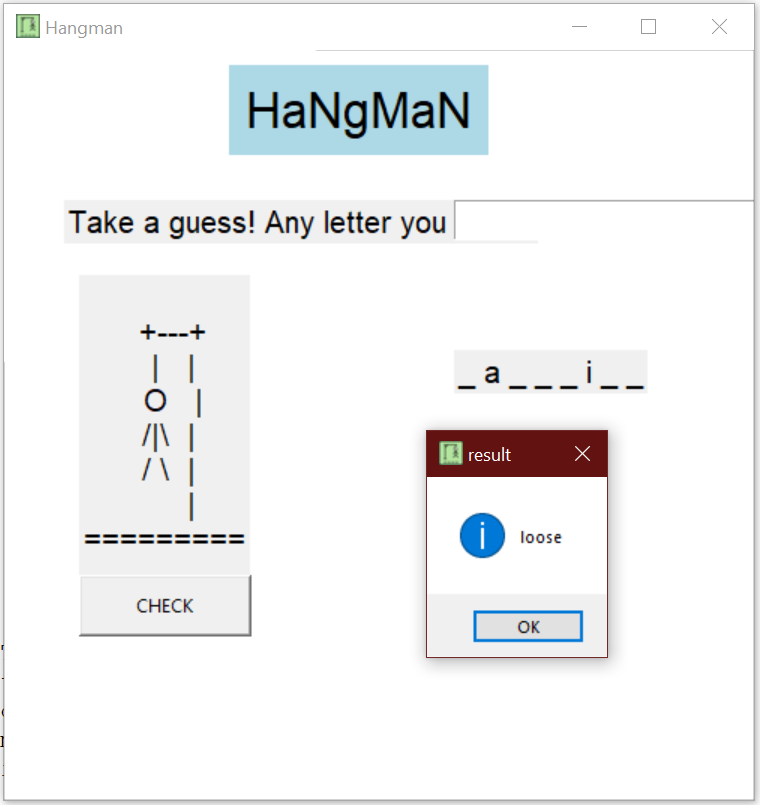 Hangman
HaNgMaN
Take a guess! Any letter you
+---+
| |
O |
/|\ |
/ \ |
|
=========
_ a _ _ _ i _ _
result
loose
OK
CHECK